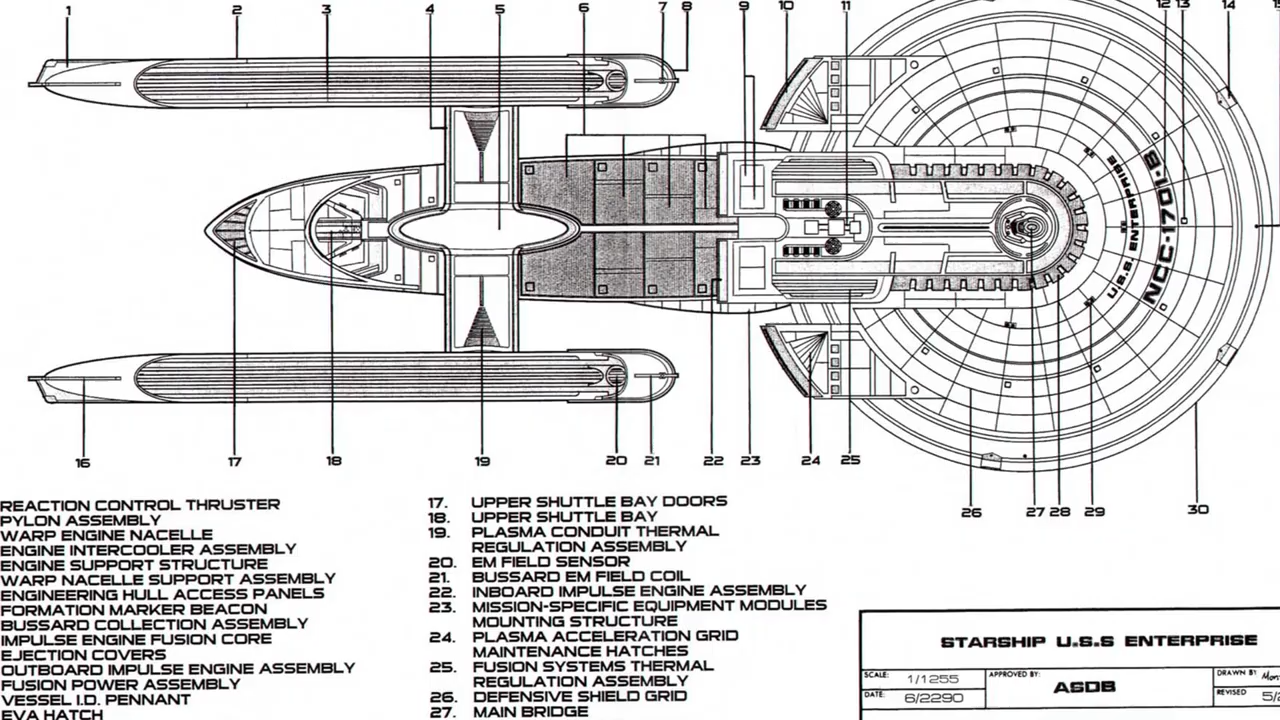 1 2 3 4 5 6 7 8 9 10 11 12 13 14
U.S.S. ENTERPRISE
NCC-1701-B
16 17 18 19 20 21 22 23 24 25
26 27 28 29 30
REACTION CONTROL THRUSTER
PYLON ASSEMBLY
WARP ENGINE NACELLE
ENGINE INTERCOOLER ASSEMBLY
ENGINE SUPPORT STRUCTURE
WARP NACELLE SUPPORT ASSEMBLY
ENGINEERING HULL ACCESS PANELS
FORMATION MARKER BEACON
BUSSARD COLLECTION ASSEMBLY
IMPULSE ENGINE FUSION CORE
EJECTION COVERS
OUTBOARD IMPULSE ENGINE ASSEMBLY
FUSION POWER ASSEMBLY
VESSEL I.D. PENNANT
EVA HATCH
17. UPPER SHUTTLE BAY DOORS
18. UPPER SHUTTLE BAY
19. PLASMA CONDUIT THERMAL
REGULATION ASSEMBLY
20. EM FIELD SENSOR
21. BUSSARD EM FIELD COIL
22. INBOARD IMPULSE ENGINE ASSEMBLY
23. MISSION-SPECIFIC EQUIPMENT MODULES
MOUNTING STRUCTURE
24. PLASMA ACCELERATION GRID
MAINTENANCE HATCHES
25. FUSION SYSTEMS THERMAL
REGULATION ASSEMBLY
26. DEFENSIVE SHIELD GRID
27. MAIN BRIDGE
STARSHIP U.S.S ENTERPRISE
SCALE: 1/1255
APPROVED BY: ASDB
DRAWN BY
DATE: 6/2290
REVISED